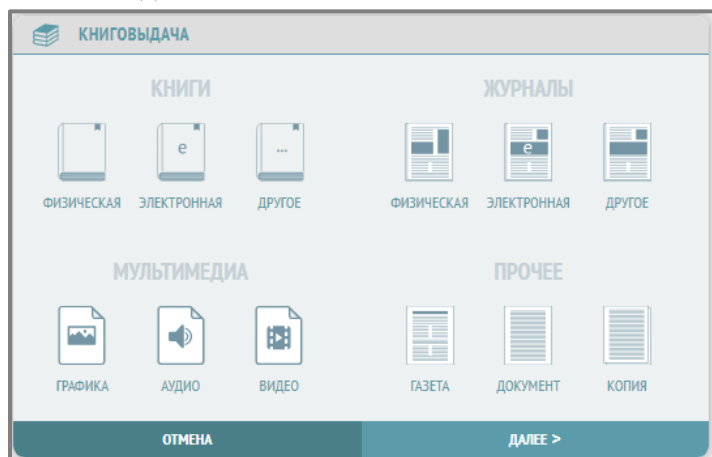 КНИГОВЫДАЧА
КНИГИ
ЖУРНАЛЫ
e
...
e
ФИЗИЧЕСКАЯ ЭЛЕКТРОННАЯ ДРУГОЕ
ФИЗИЧЕСКАЯ ЭЛЕКТРОННАЯ ДРУГОЕ
МУЛЬТИМЕДИА
ПРОЧЕЕ
ГРАФИКА АУДИО ВИДЕО
ГАЗЕТА ДОКУМЕНТ КОПИЯ
ОТМЕНА
ДАЛЕЕ >